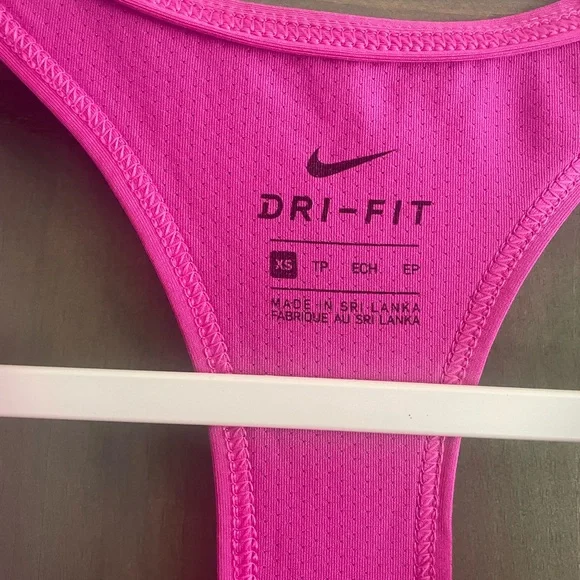 DRI-FIT
XS TP ECH EP
MADE IN SRI LANKA
FABRIQUE AU SRI LANKA